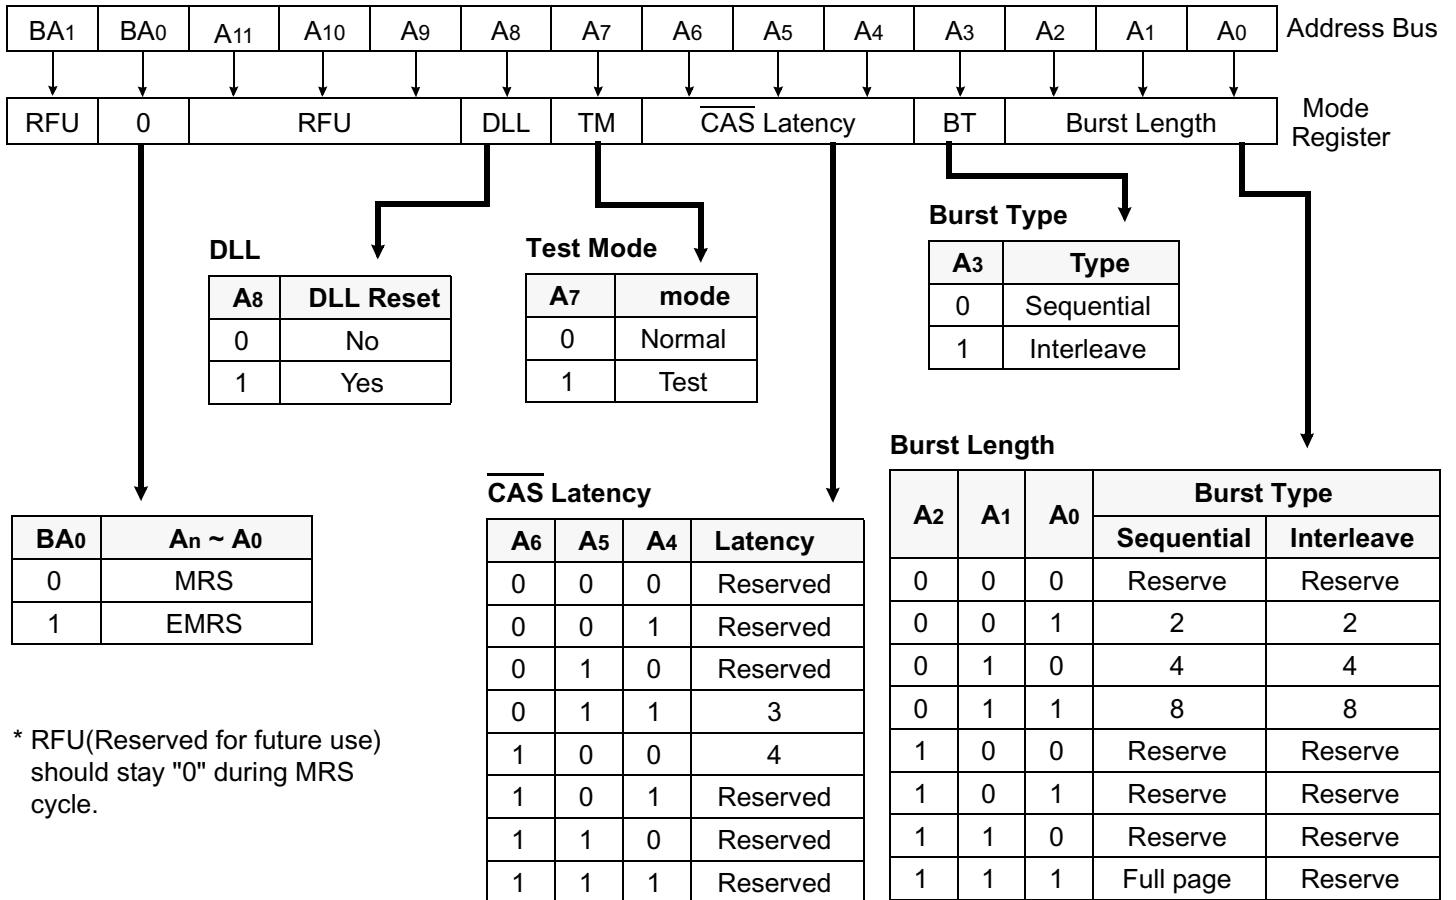 BA1 BA0 A11 A10 A9 A8 A7 A6 A5 A4 A3 A2 A1 A0 Address Bus
RFU 0 RFU DLL TM CAS Latency BT Burst Length Mode Register
Burst Type
A3 Type
0 Sequential
1 Interleave
DLL
A8 DLL Reset
0 No
1 Yes
Test Mode
A7 mode
0 Normal
1 Test
Burst Length
A2 A1 A0 Burst Type
Sequential Interleave
0 0 0 Reserve Reserve
0 0 1 2 2
0 1 0 4 4
0 1 1 8 8
1 0 0 Reserve Reserve
1 0 1 Reserve Reserve
1 1 0 Reserve Reserve
1 1 1 Full page Reserve
CAS Latency
A6 A5 A4 Latency
0 0 0 Reserved
0 0 1 Reserved
0 1 0 Reserved
0 1 1 3
1 0 0 4
1 0 1 Reserved
1 1 0 Reserved
1 1 1 Reserved
BA0 An ~ A0
0 MRS
1 EMRS
* RFU(Reserved for future use)
should stay "0" during MRS
cycle.